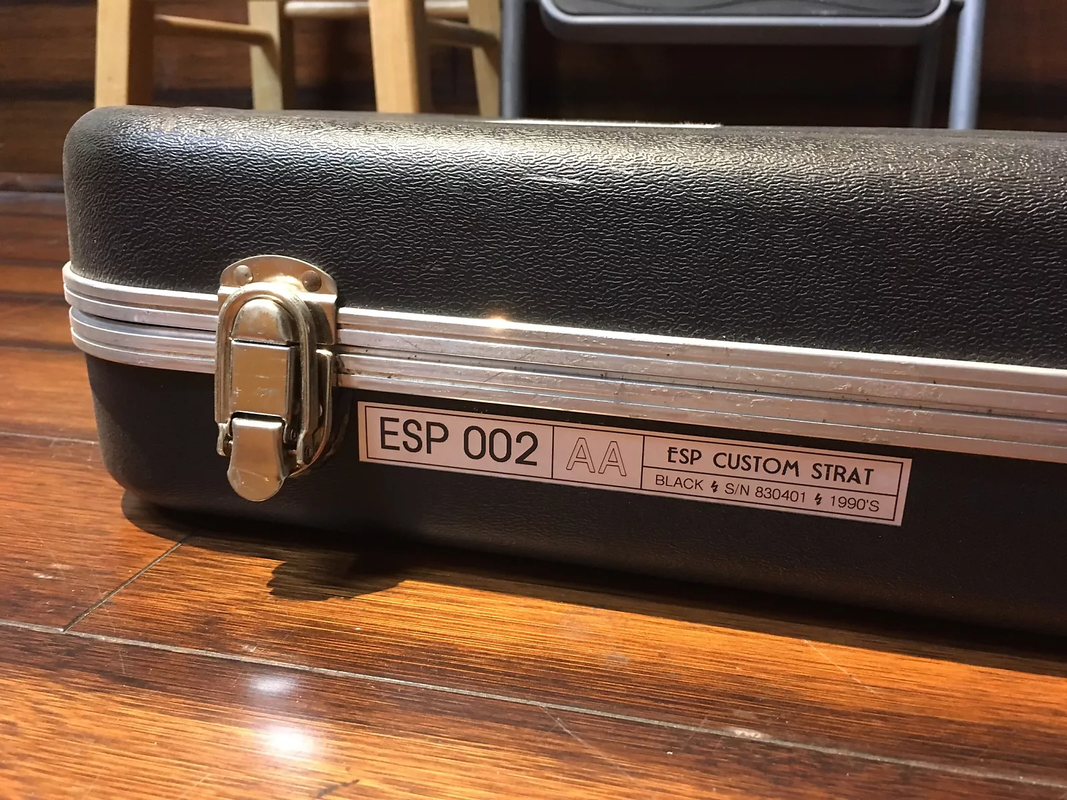 ESP 002
AA
ESP CUSTOM STRAT
BLACK ϟ S/N 830401 ϟ 1990'S